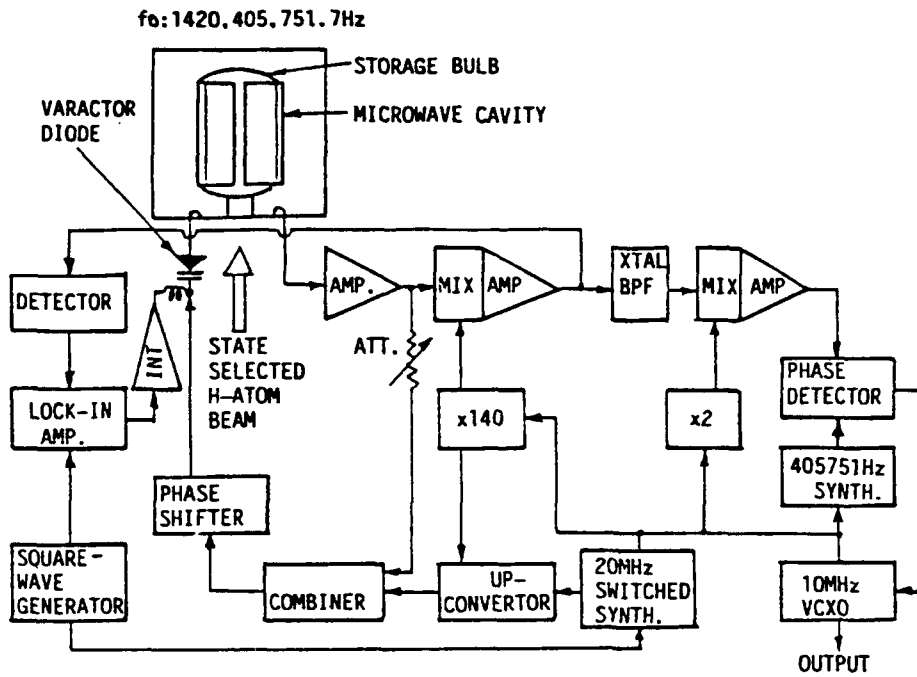 fo:1420,405,751.7Hz
STORAGE BULB
MICROWAVE CAVITY
VARACTOR
DIODE
DETECTOR
LOCK-IN
AMP.
INT
STATE
SELECTED
H-ATOM
BEAM
AMP.
ATT.
MIX
AMP
XTAL
BPF
MIX
AMP
PHASE
DETECTOR
x140
x2
405751Hz
SYNTH.
PHASE
SHIFTER
SQUARE-
WAVE
GENERATOR
COMBINER
UP-
CONVERTOR
20MHz
SWITCHED
SYNTH.
10MHz
VCXO
OUTPUT